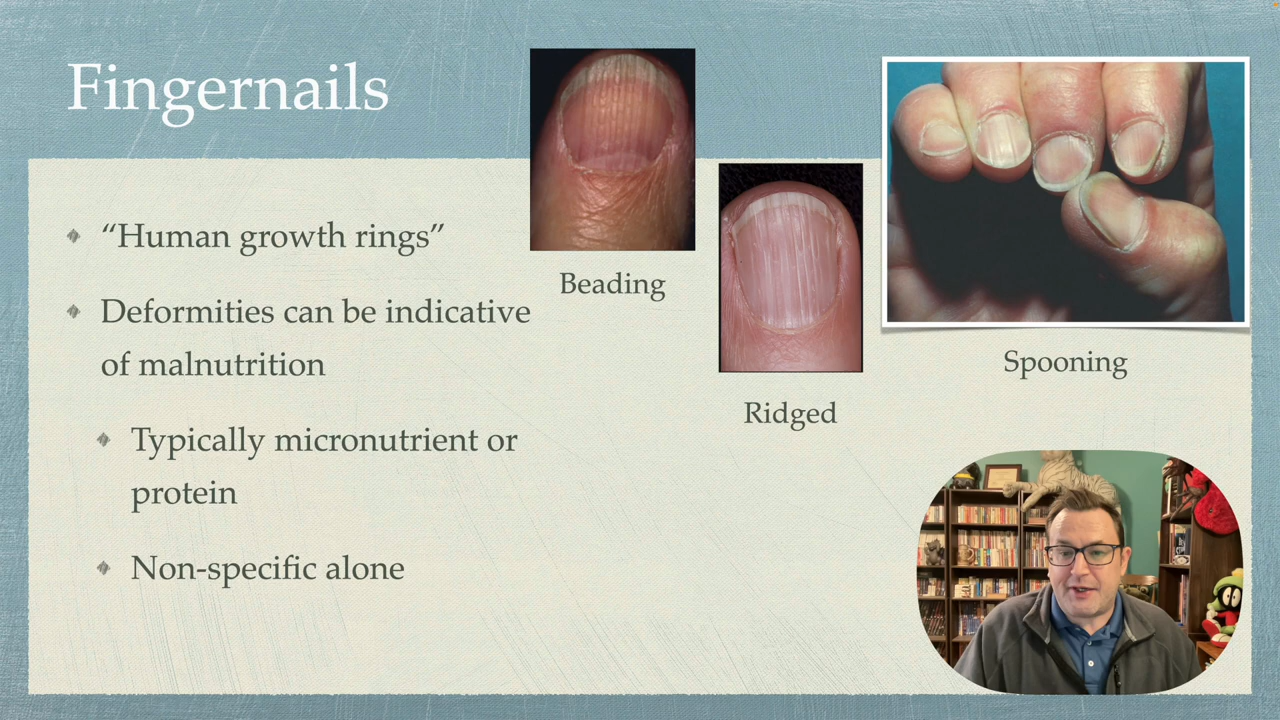 Fingernails
“Human growth rings”
Deformities can be indicative
of malnutrition
Typically micronutrient or
protein
Non-specific alone
Beading
Ridged
Spooning